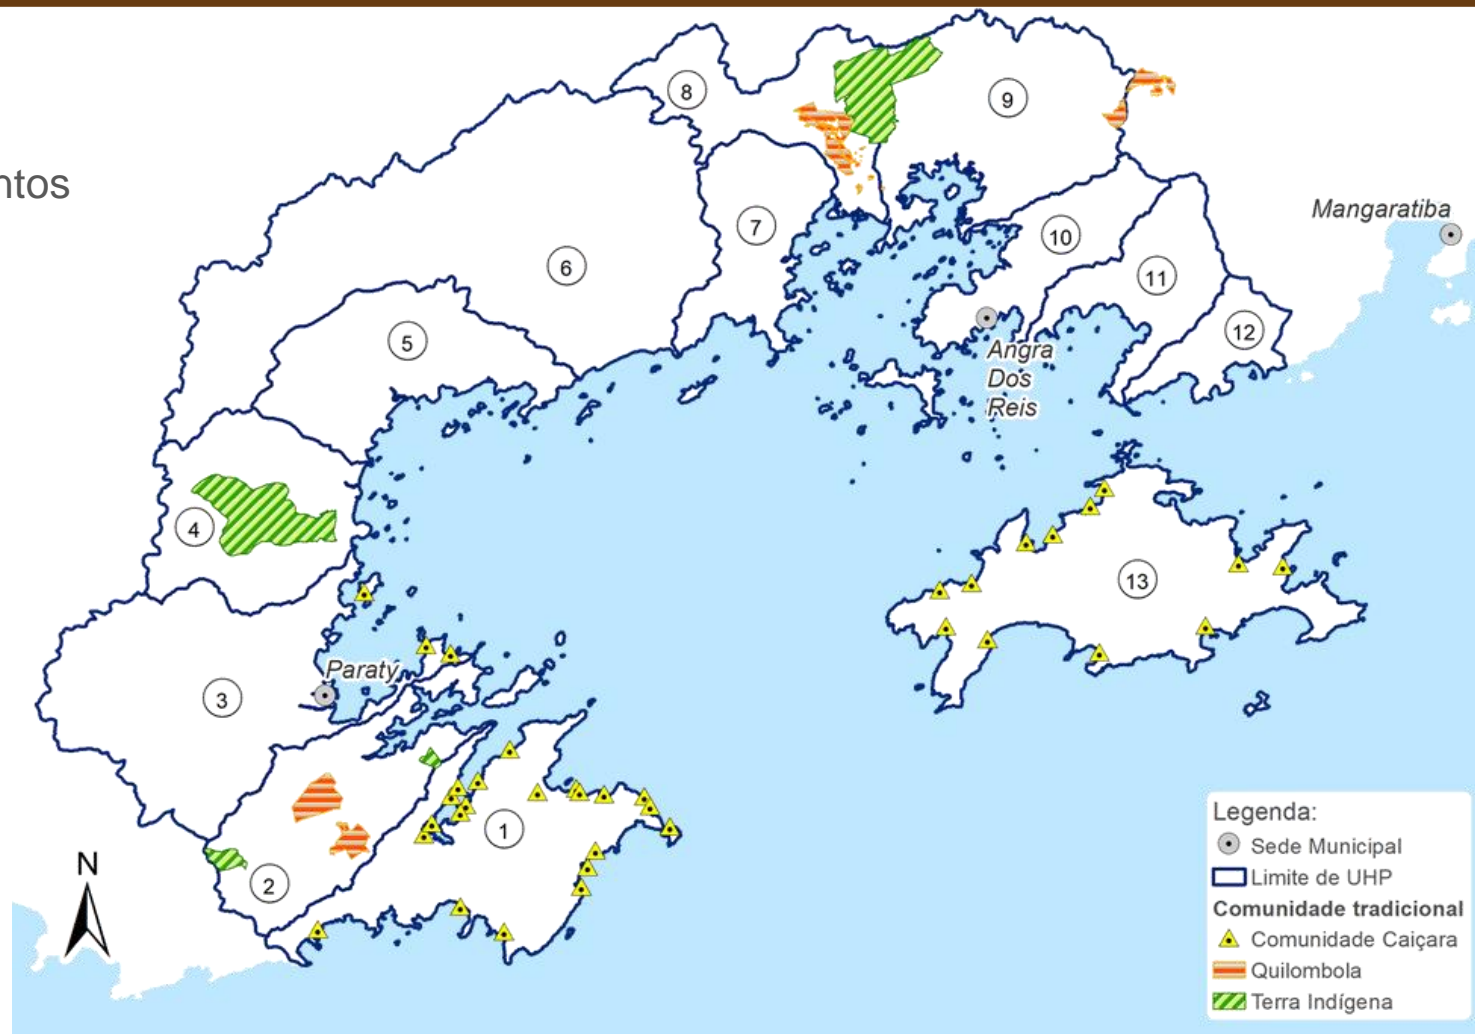 ntos
8
9
7
Mangaratiba
10
6
11
5
12
Angra
Dos
Reis
4
13
Paraty
3
1
2
N
Legenda:
Sede Municipal
Limite de UHP
Comunidade tradicional
Comunidade Caiçara
Quilombola
Terra Indígena